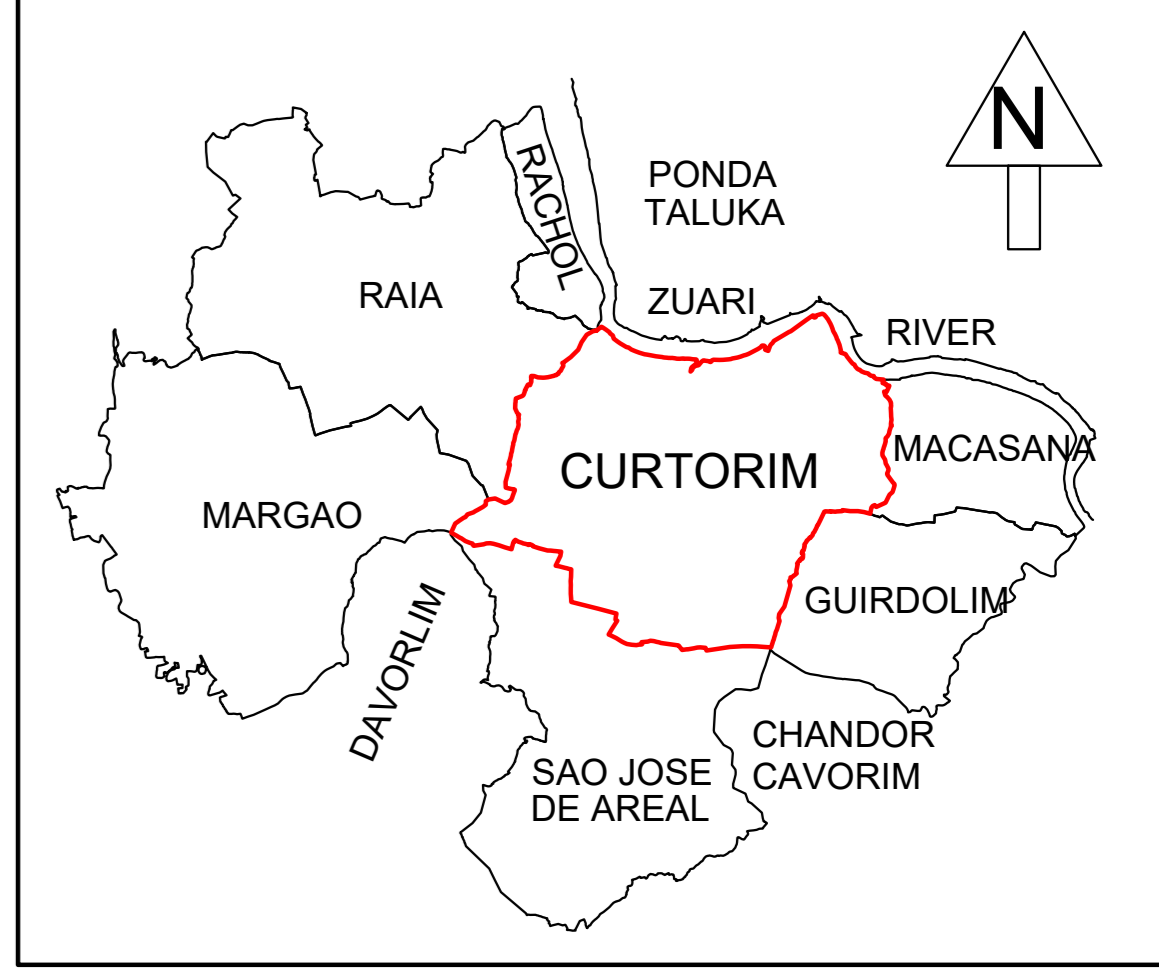 N
PONDA
TALUKA
RACHOL
RAIA
ZUARI
RIVER
MACASANA
CURTORIM
MARGAO
GUIRDOLIM
DAVORLIM
CHANDOR
CAVORIM
SAO JOSE
DE AREAL